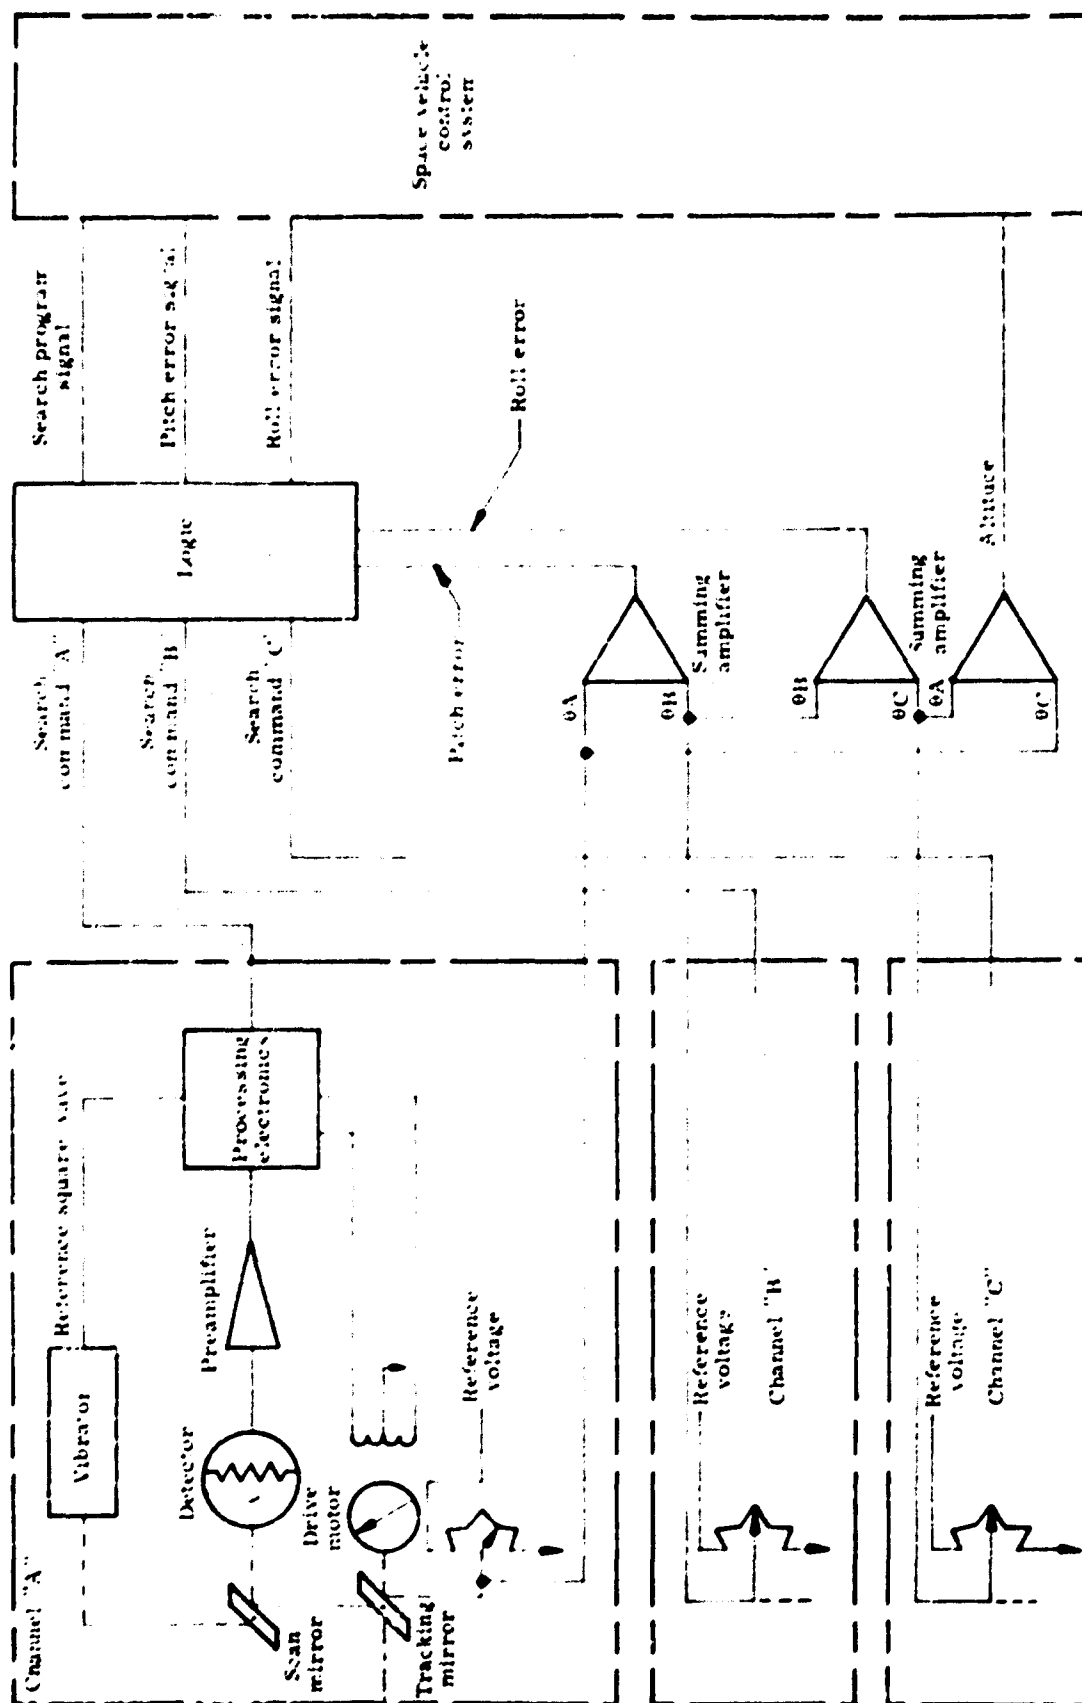 Channel "A"
Vibrator
Reference square wave
Detector
Preamplifier
Processing
electronics
Scan
mirror
Drive
motor
Tracking
mirror
Reference
voltage
Reference
voltage
Channel "B"
Reference
voltage
Channel "C"
Search
command "A"
Search
command "B
Search
command "C"
Logic
Search program
signal
Pitch error signal
Roll error signal
Space vehicle
control
system
Pitch error
Roll error
θA
θB
Summing
amplifier
θB
θC
Summing
amplifier
θA
θC
Altitude